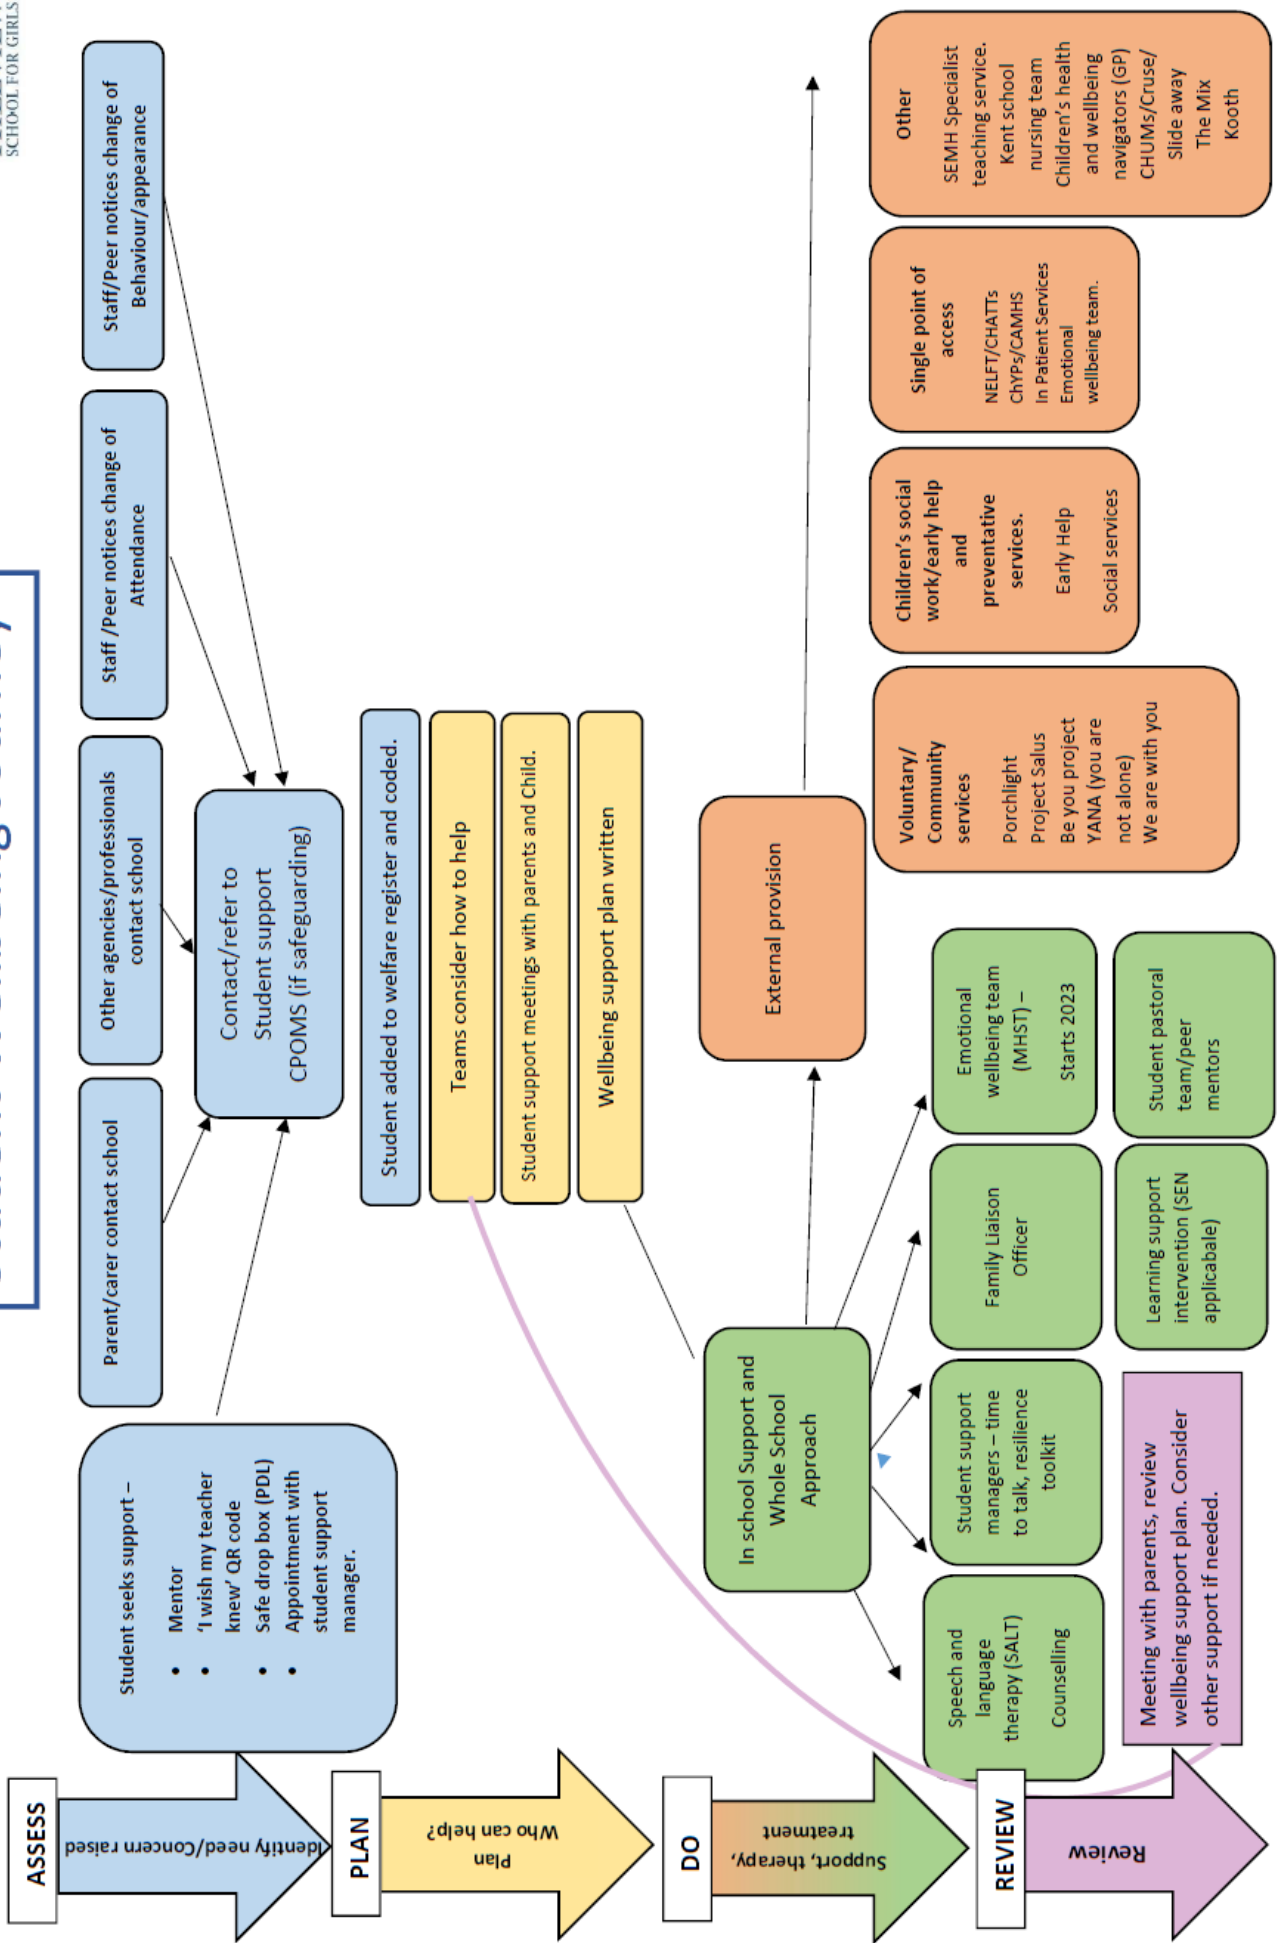 SCHOOL FOR GIRLS
ASSESS
Identify need/Concern raised
Student seeks support –
• Mentor
• 'I wish my teacher
knew' QR code
• Safe drop box (PDL)
• Appointment with
student support
manager.
Parent/carer contact school
Other agencies/professionals
contact school
Staff /Peer notices change of
Attendance
Staff/Peer notices change of
Behaviour/appearance
Contact/refer to
Student support
CPOMS (if safeguarding)
Student added to welfare register and coded.
PLAN
Plan
Who can help?
Teams consider how to help
Student support meetings with parents and Child.
Wellbeing support plan written
DO
Support, therapy,
treatment
In school Support and
Whole School
Approach
External provision
Speech and
language
therapy (SALT)
Counselling
Student support
managers – time
to talk, resilience
toolkit
Family Liaison
Officer
Emotional
wellbeing team
(MHST) –
Starts 2023
Learning support
intervention (SEN
applicabale)
Student pastoral
team/peer
mentors
Voluntary/
Community
services
Porchlight
Project Salus
Be you project
YANA (you are
not alone)
We are with you
Children's social
work/early help
and
preventative
services.
Early Help
Social services
Single point of
access
NELFT/CHATTs
ChYPs/CAMHS
In Patient Services
Emotional
wellbeing team.
Other
SEMH Specialist
teaching service.
Kent school
nursing team
Children's health
and wellbeing
navigators (GP)
CHUMs/Cruse/
Slide away
The Mix
Kooth
REVIEW
Review
Meeting with parents, review
wellbeing support plan. Consider
other support if needed.